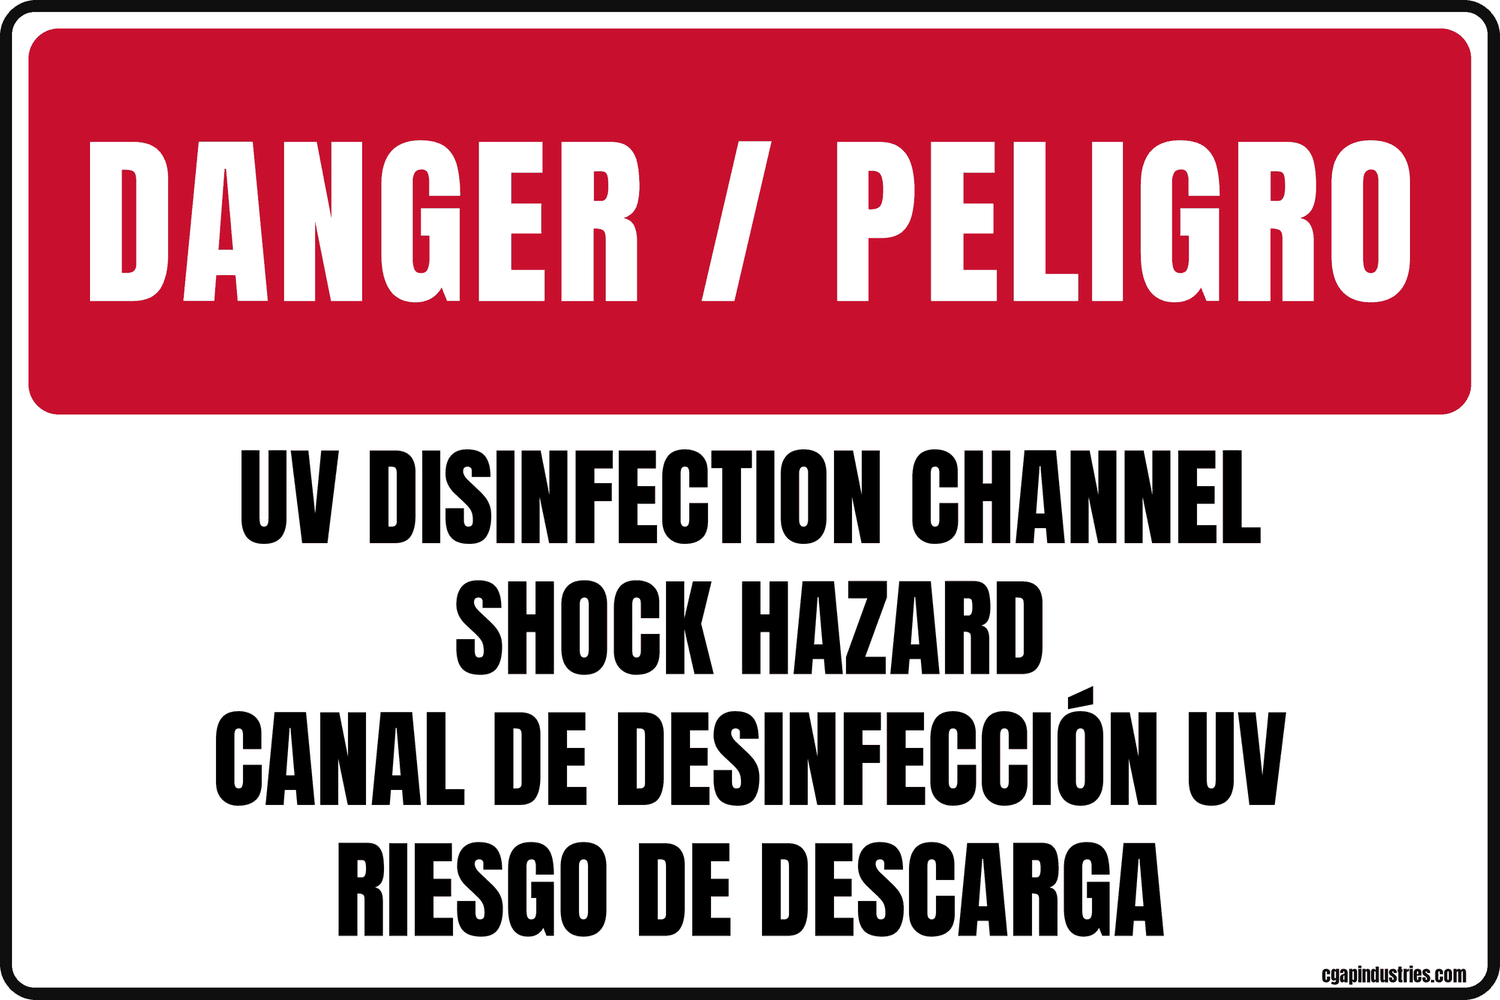 DANGER / PELIGRO
UV DISINFECTION CHANNEL
SHOCK HAZARD
CANAL DE DESINFECCIÓN UV
RIESGO DE DESCARGA
cgapindustries.com